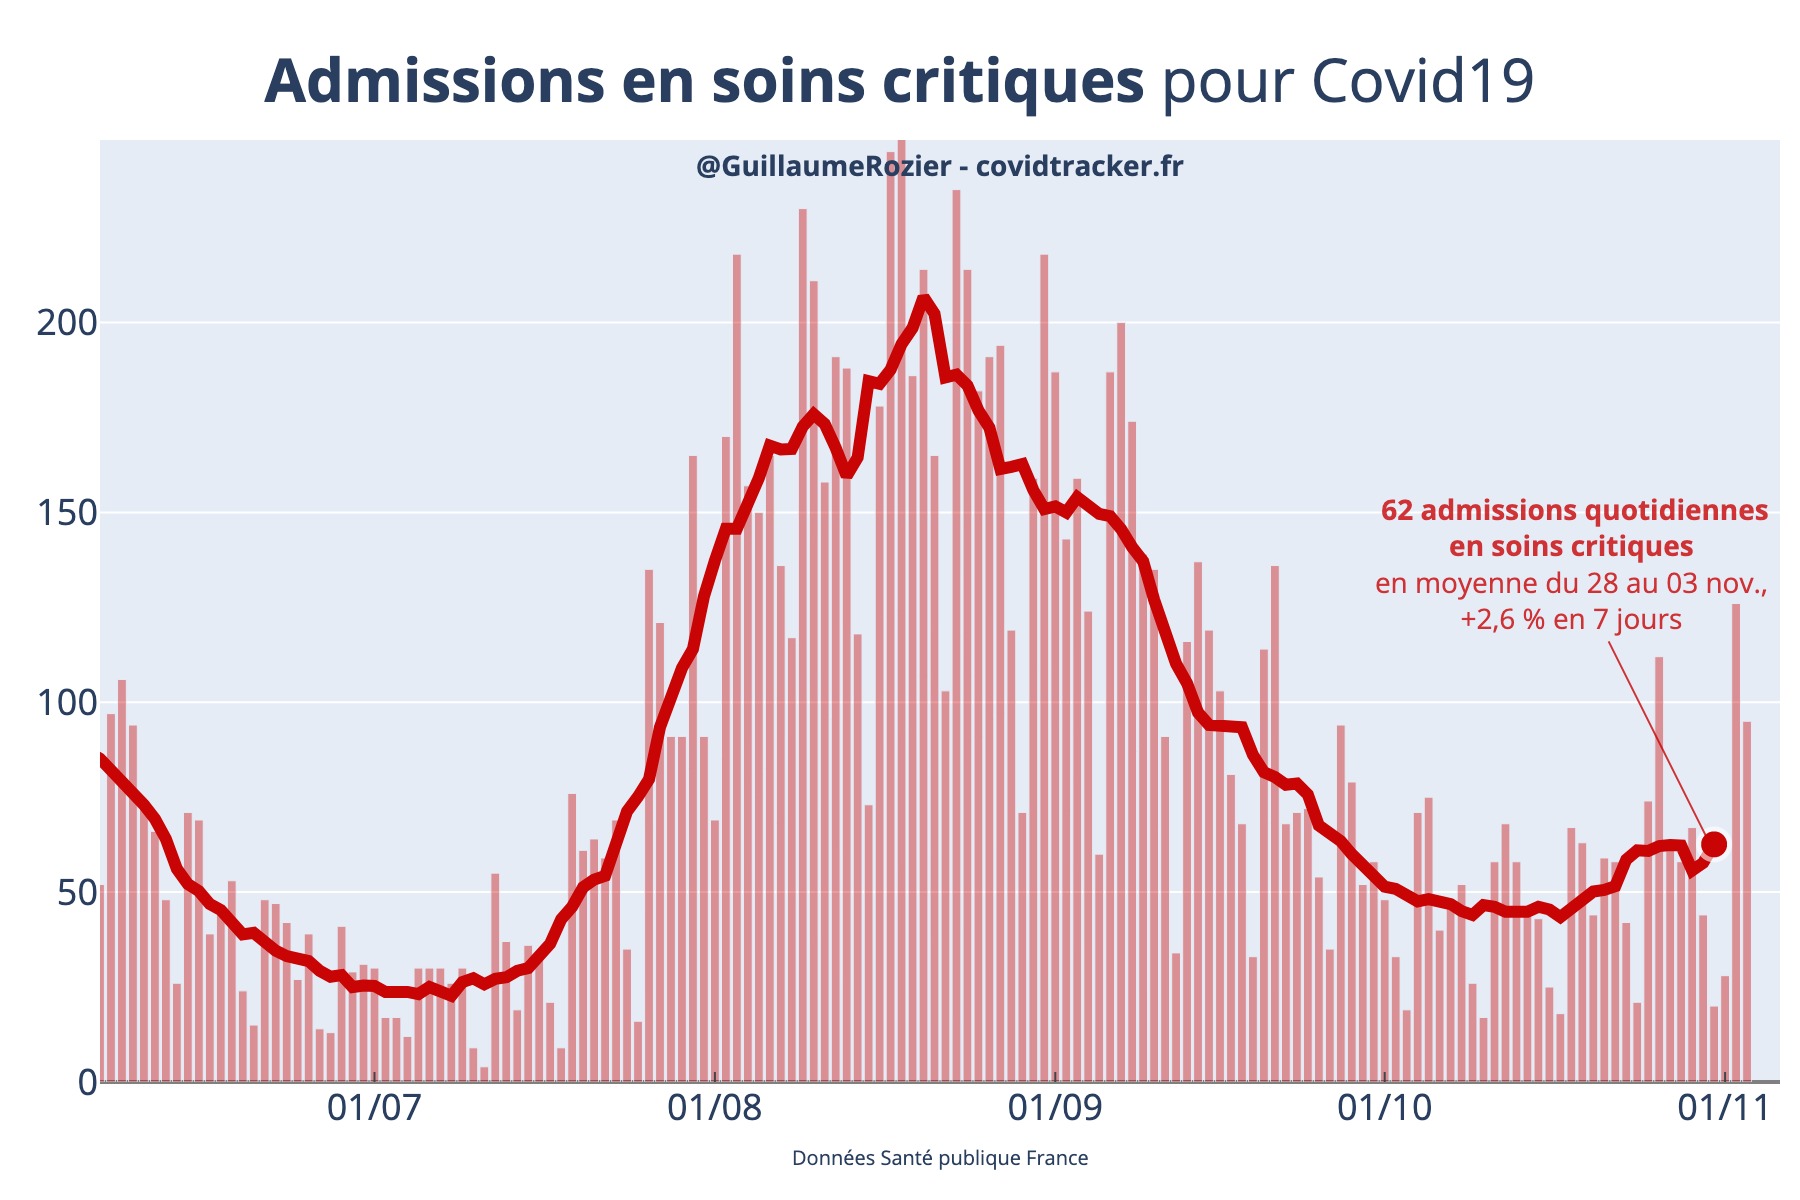 Admissions en soins critiques pour Covid19
@GuillaumeRozier - covidtracker.fr
200
150
100
50
0
62 admissions quotidiennes
en soins critiques
en moyenne du 28 au 03 nov.,
+2,6 % en 7 jours
01/07
01/08
01/09
01/10
01/11
Données Santé publique France